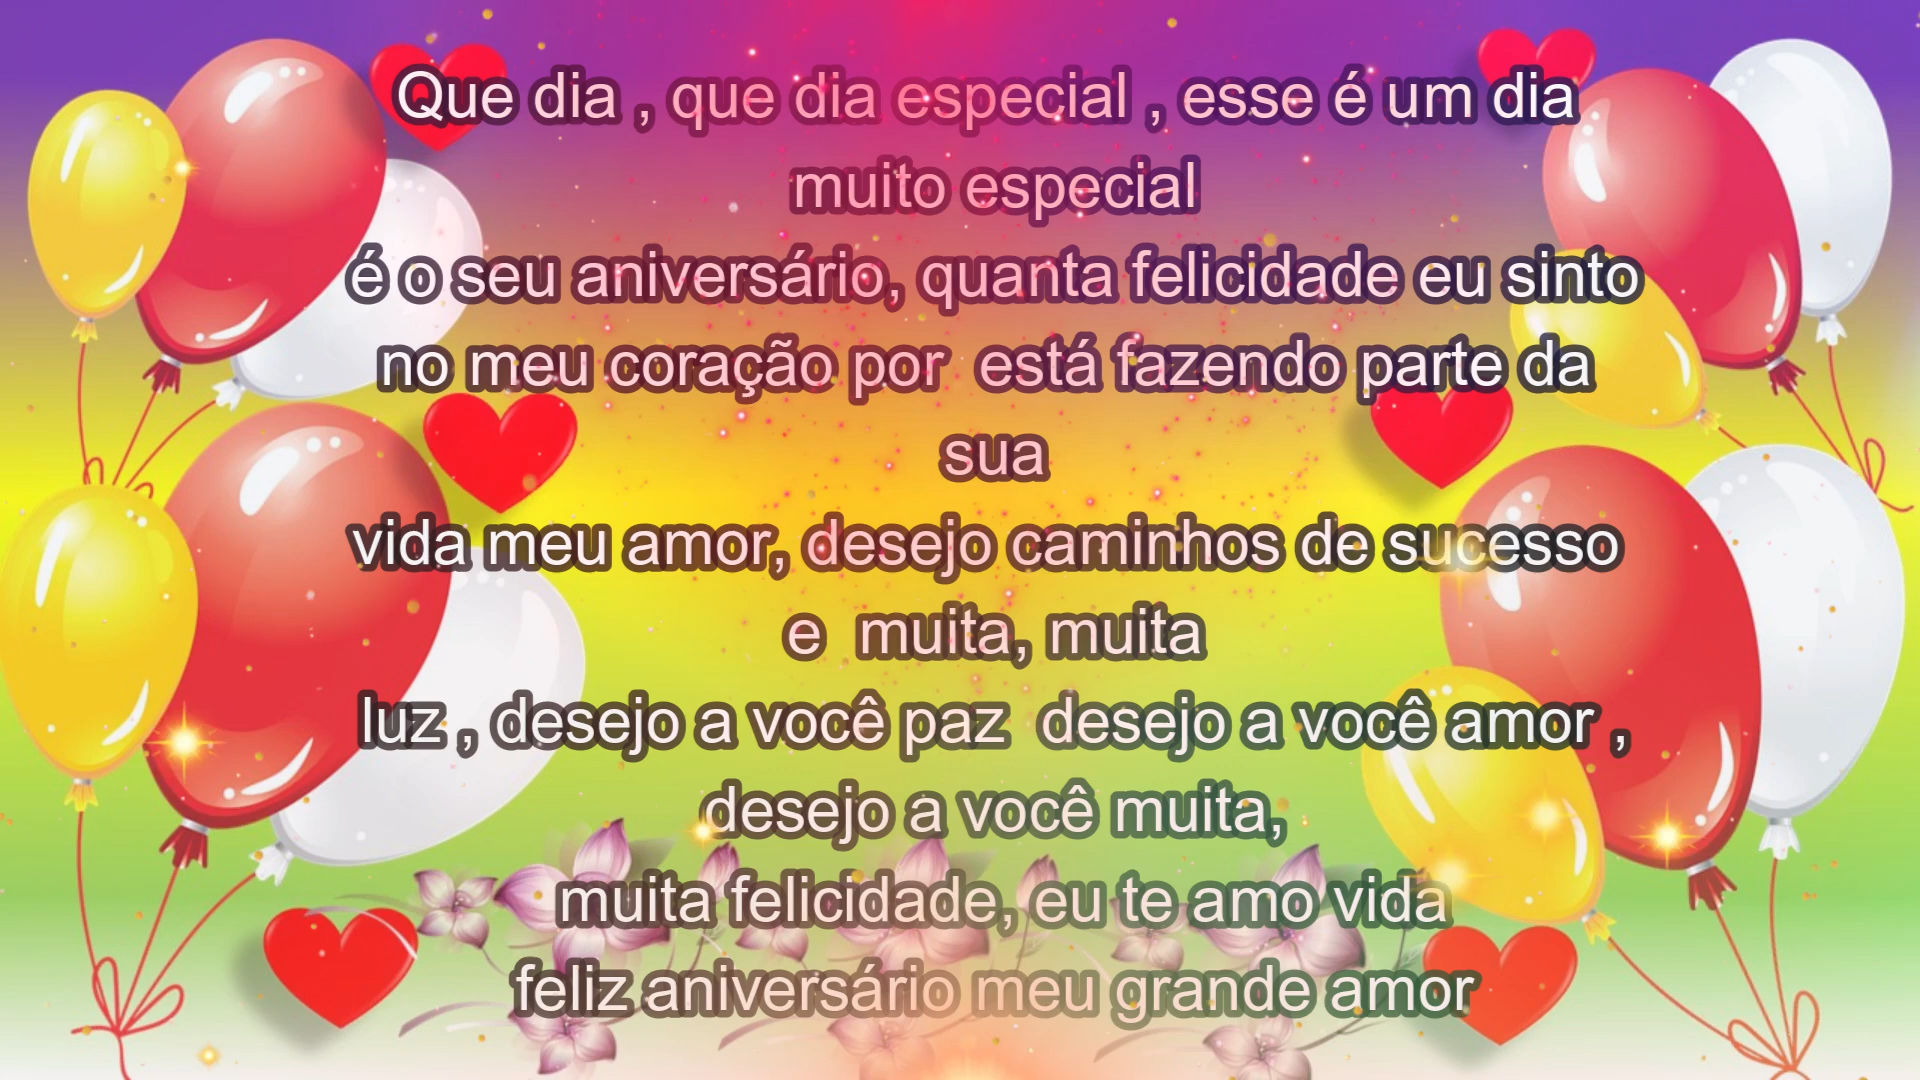 Que dia , que dia especial , esse é um dia
muito especial
é o seu aniversário, quanta felicidade eu sinto
no meu coração por  está fazendo parte da
sua
vida meu amor, desejo caminhos de sucesso
e  muita, muita
luz , desejo a você paz  desejo a você amor ,
desejo a você muita,
muita felicidade, eu te amo vida
feliz aniversário meu grande amor